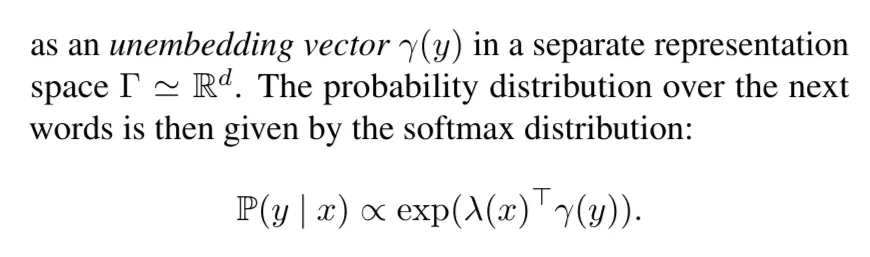 as an unembedding vector γ(y) in a separate representation
space Γ ≃ ℝᵈ. The probability distribution over the next
words is then given by the softmax distribution:
ℙ(y | x) ∝ exp(λ(x)^⊤ γ(y)).